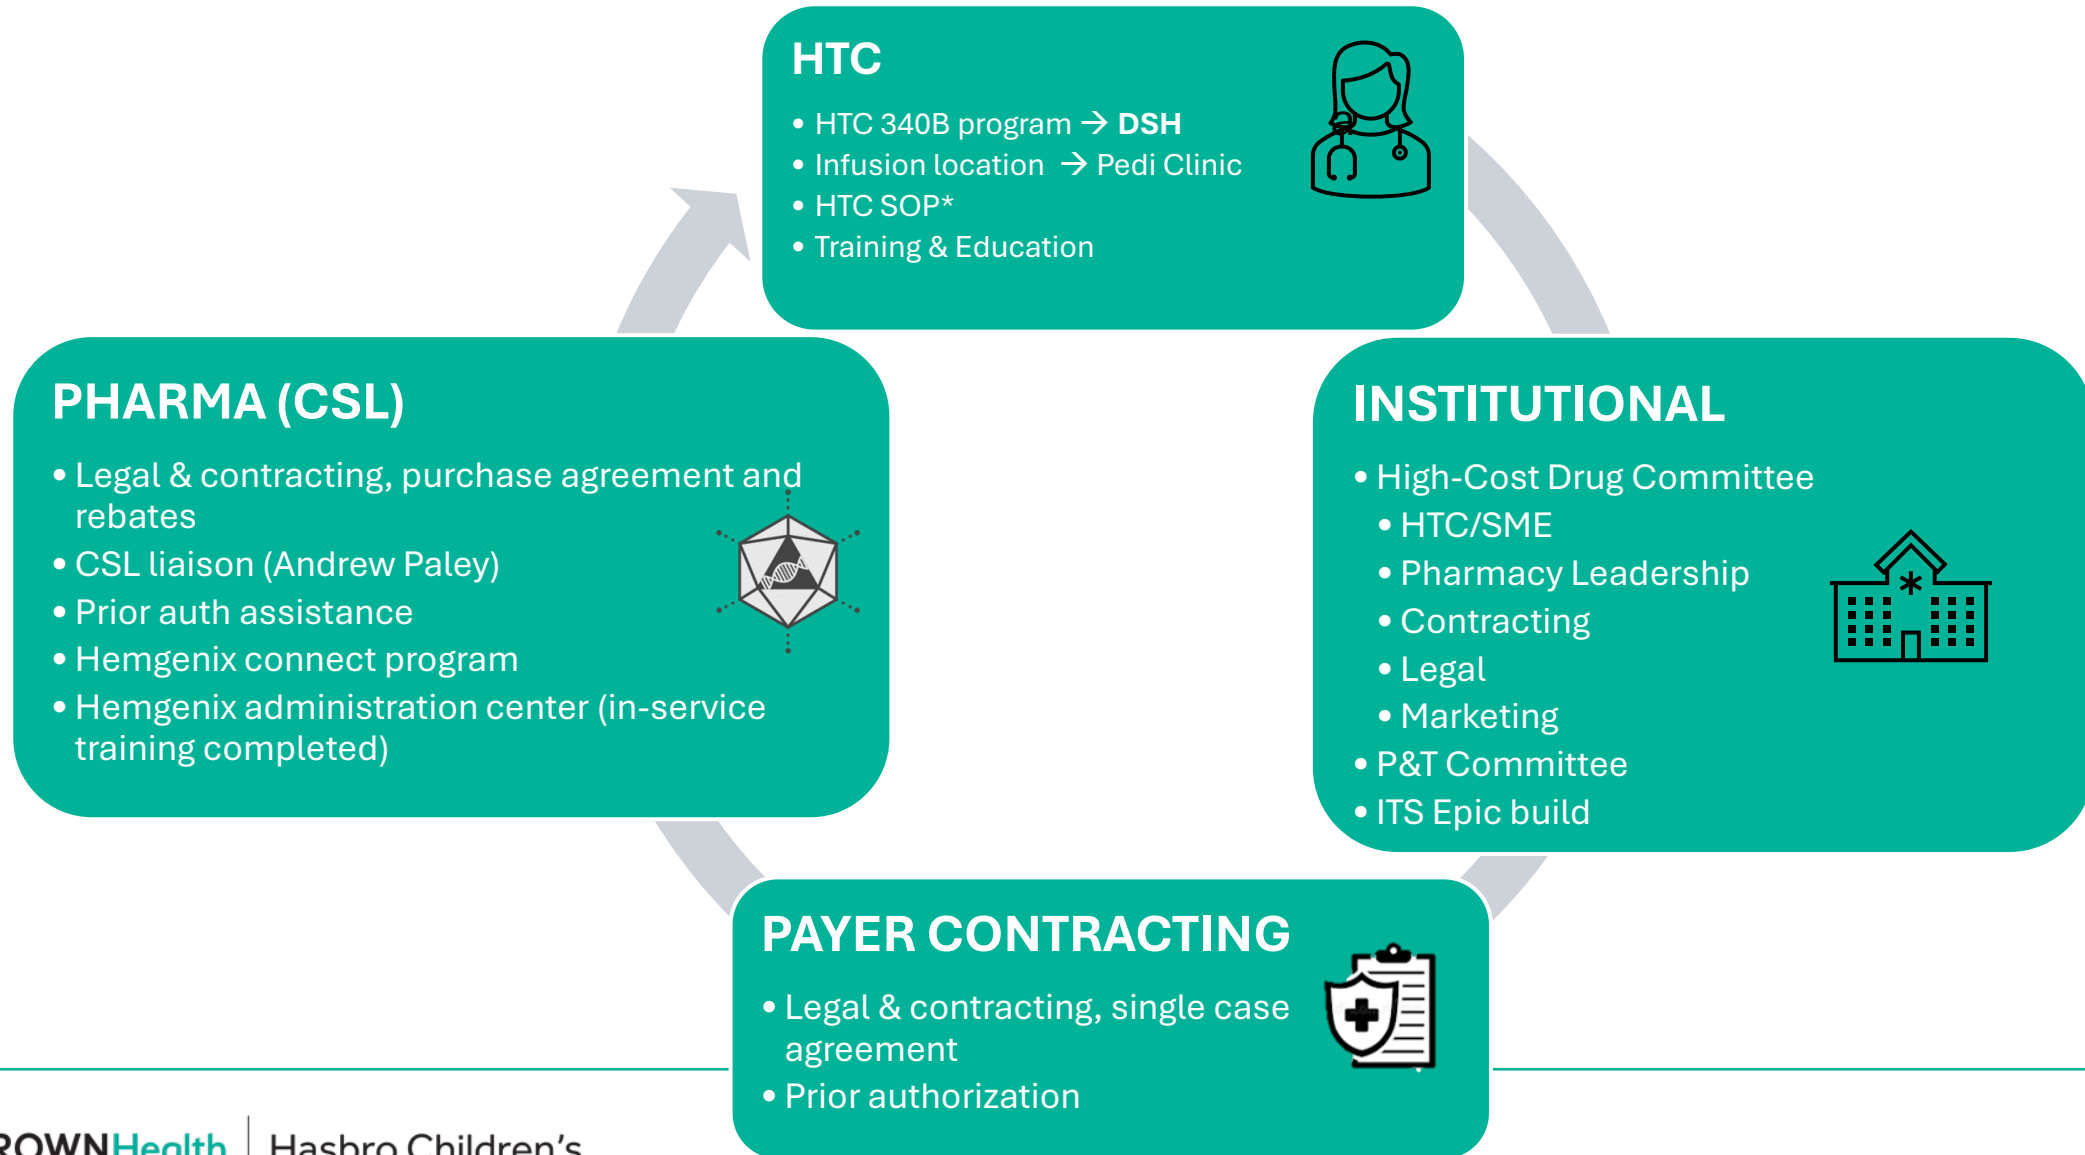 HTC
• HTC 340B program → DSH
• Infusion location → Pedi Clinic
• HTC SOP*
• Training & Education
PHARMA (CSL)
• Legal & contracting, purchase agreement and
rebates
• CSL liaison (Andrew Paley)
• Prior auth assistance
• Hemgenix connect program
• Hemgenix administration center (in-service
training completed)
INSTITUTIONAL
• High-Cost Drug Committee
• HTC/SME
• Pharmacy Leadership
• Contracting
• Legal
• Marketing
• P&T Committee
• ITS Epic build
PAYER CONTRACTING
• Legal & contracting, single case
agreement
• Prior authorization
ROWNHealth | Hasbro Children's